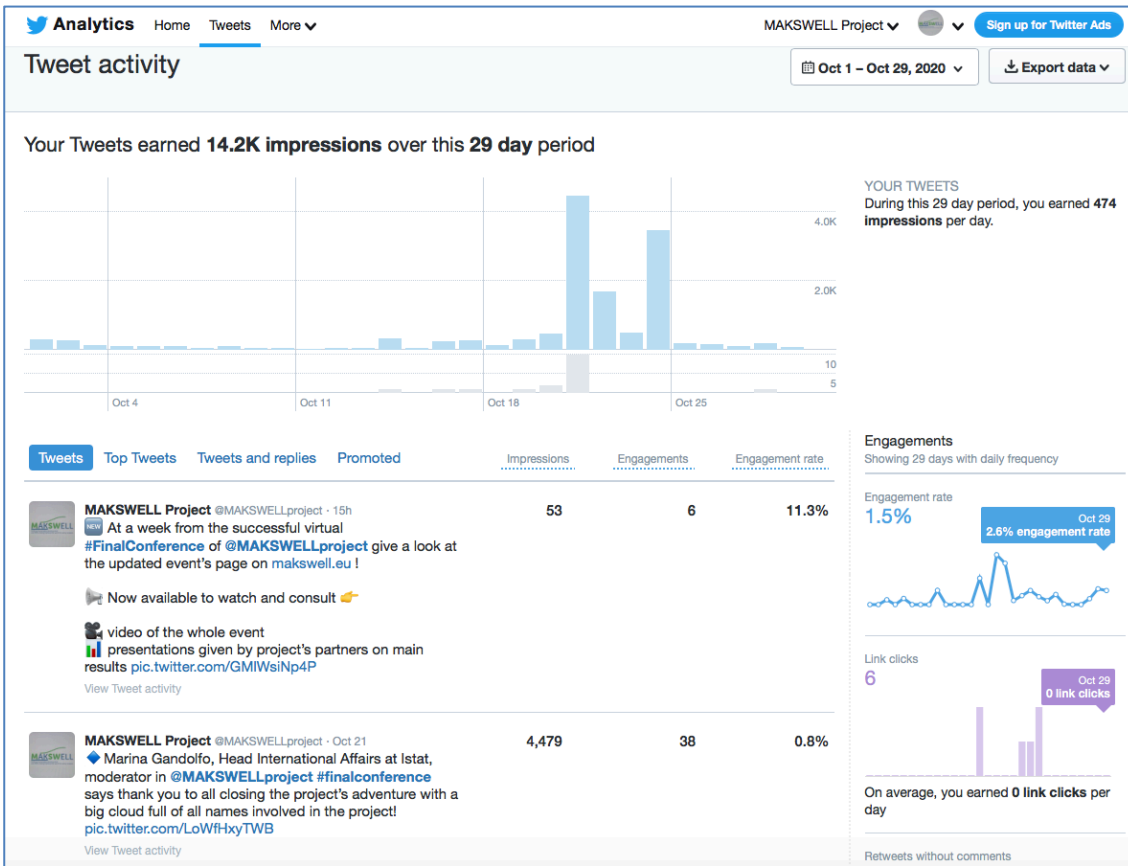 Analytics Home Tweets More MAKSWELL Project Sign up for Twitter Ads
Tweet activity
Oct 1 – Oct 29, 2020 Export data
Your Tweets earned 14.2K impressions over this 29 day period
YOUR TWEETS
During this 29 day period, you earned 474
impressions per day.
4.0K
2.0K
10
5
Oct 4 Oct 11 Oct 18 Oct 25
Tweets Top Tweets Tweets and replies Promoted Impressions Engagements Engagement rate
Engagements
Showing 29 days with daily frequency
MAKSWELL
MAKSWELL Project @MAKSWELLproject · 15h 53 6 11.3%
NEW At a week from the successful virtual
#FinalConference of @MAKSWELLproject give a look at
the updated event's page on makswell.eu !
📢 Now available to watch and consult 👉
🎥 video of the whole event
📊 presentations given by project's partners on main
results pic.twitter.com/GMIWsiNp4P
View Tweet activity
Engagement rate
1.5%
Oct 29
2.6% engagement rate
Link clicks
6
Oct 29
0 link clicks
MAKSWELL
MAKSWELL Project @MAKSWELLproject · Oct 21 4,479 38 0.8%
🔷 Marina Gandolfo, Head International Affairs at Istat,
moderator in @MAKSWELLproject #finalconference
says thank you to all closing the project's adventure with a
big cloud full of all names involved in the project!
pic.twitter.com/LoWfHxyTWB
View Tweet activity
On average, you earned 0 link clicks per
day
Retweets without comments